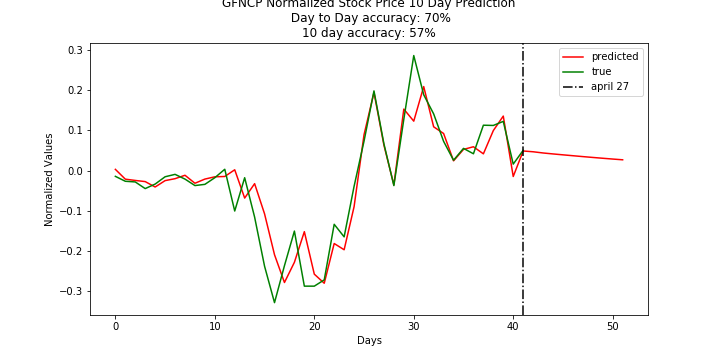 GFNCP Normalized Stock Price 10 Day Prediction
Day to Day accuracy: 70%
10 day accuracy: 57%
predicted
true
april 27
Normalized Values
0.3
0.2
0.1
0.0
−0.1
−0.2
−0.3
0 10 20 30 40 50
Days